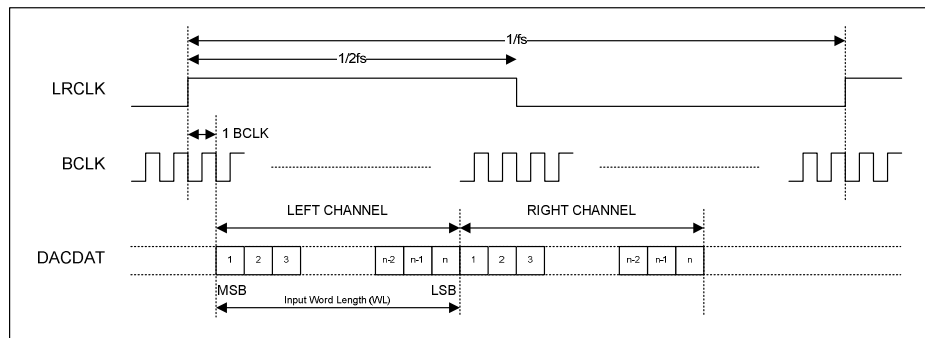 1/fs
1/2fs
LRCLK
1 BCLK
BCLK
LEFT CHANNEL RIGHT CHANNEL
DACDAT 1 2 3 n-2 n-1 n 1 2 3 n-2 n-1 n
MSB Input Word Length (WL) LSB